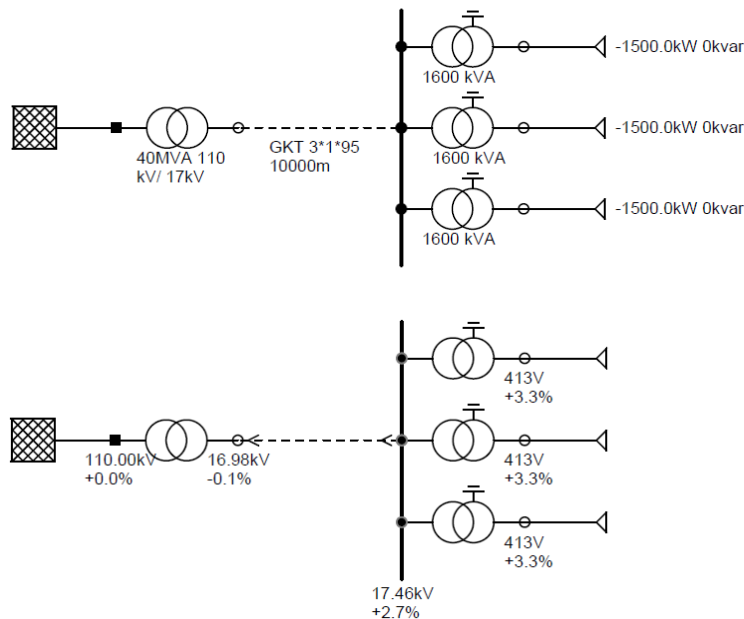 -1500.0kW 0kvar
1600 kVA
40MVA 110
kV/ 17kV
GKT 3*1*95
10000m
-1500.0kW 0kvar
1600 kVA
-1500.0kW 0kvar
1600 kVA
413V
+3.3%
110.00kV
+0.0%
16.98kV
-0.1%
413V
+3.3%
413V
+3.3%
17.46kV
+2.7%